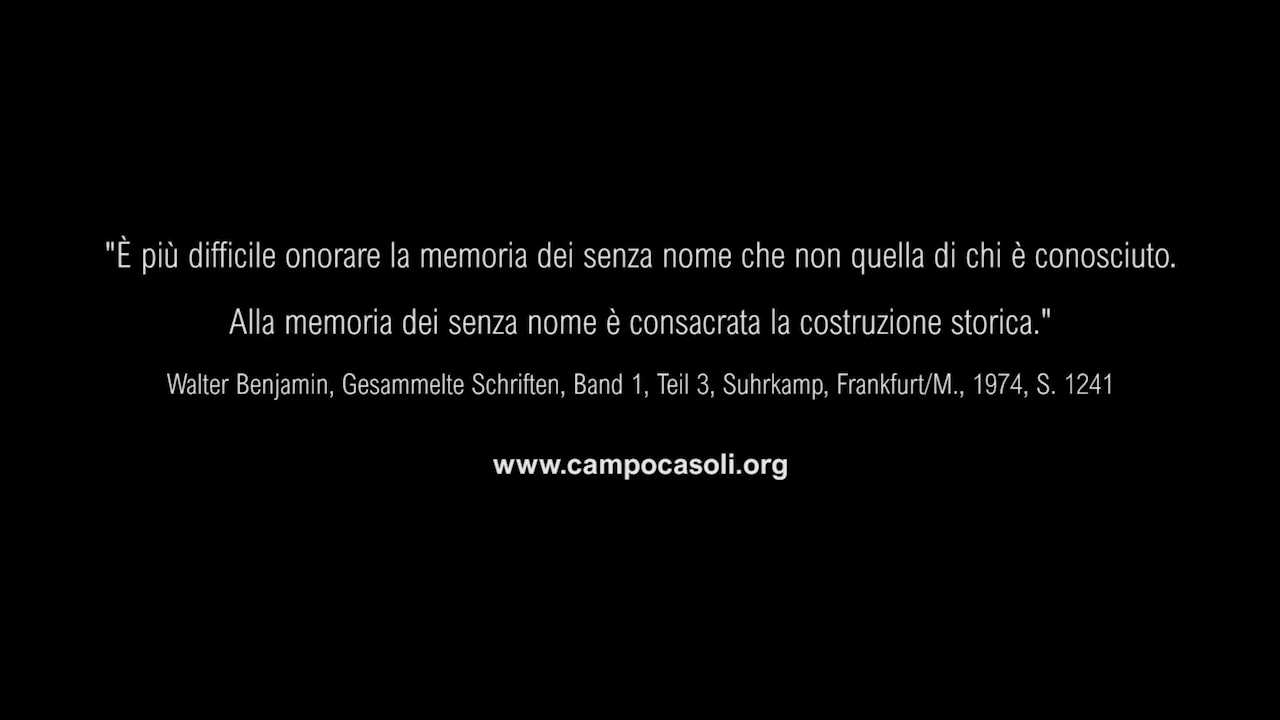 "È più difficile onorare la memoria dei senza nome che non quella di chi è conosciuto.
Alla memoria dei senza nome è consacrata la costruzione storica."
Walter Benjamin, Gesammelte Schriften, Band 1, Teil 3, Suhrkamp, Frankfurt/M., 1974, S. 1241
www.campocasoli.org